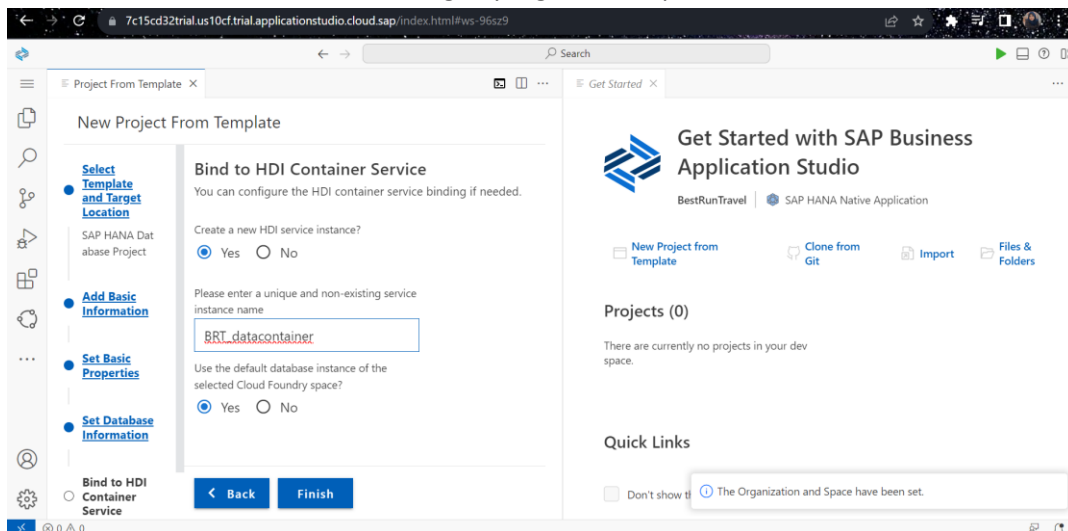 7c15cd32trial.us10cf.trial.applicationstudio.cloud.sap/index.html#ws-96sz9
Search
Project From Template
Get Started
New Project From Template
Select
Template
and Target
Location
SAP HANA Dat
abase Project
Add Basic
Information
Set Basic
Properties
Set Database
Information
Bind to HDI
Container
Service
Bind to HDI Container Service
You can configure the HDI container service binding if needed.
Create a new HDI service instance?
Yes No
Please enter a unique and non-existing service
instance name
BRT_datacontainer
Use the default database instance of the
selected Cloud Foundry space?
Yes No
Back Finish
Get Started with SAP Business
Application Studio
BestRunTravel SAP HANA Native Application
New Project from
Template
Clone from
Git
Import
Files &
Folders
Projects (0)
There are currently no projects in your dev
space.
Quick Links
Don't show
The Organization and Space have been set.
0 0